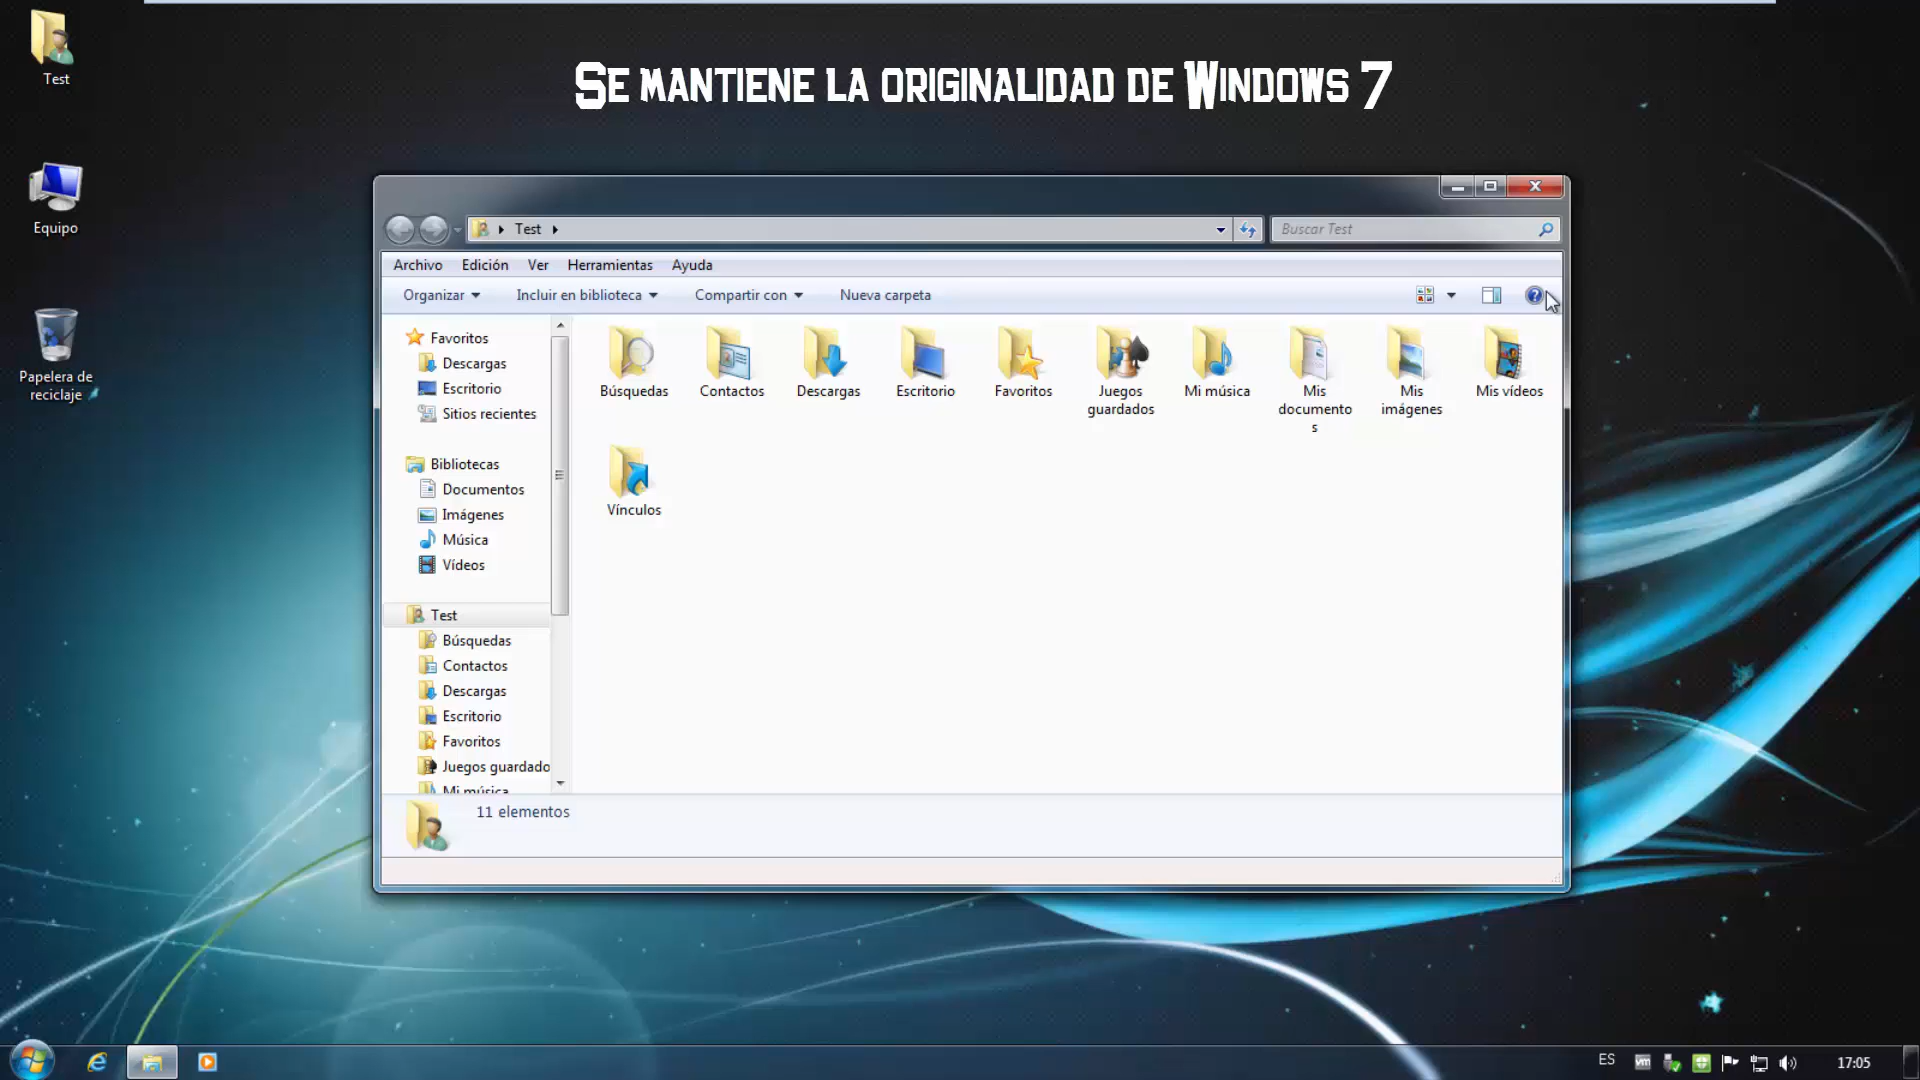 Se mantiene la originalidad de Windows 7
Test
Equipo
Papelera de
reciclaje
Test
Buscar Test
Archivo Edición Ver Herramientas Ayuda
Organizar Incluir en biblioteca Compartir con Nueva carpeta
Favoritos
Descargas
Escritorio
Sitios recientes
Bibliotecas
Documentos
Imágenes
Música
Vídeos
Test
Búsquedas
Contactos
Descargas
Escritorio
Favoritos
Juegos guardado
Mi música
Búsquedas
Contactos
Descargas
Escritorio
Favoritos
Juegos
guardados
Mi música
Mis
documento
s
Mis
imágenes
Mis vídeos
Vínculos
11 elementos
ES
vm
17:05